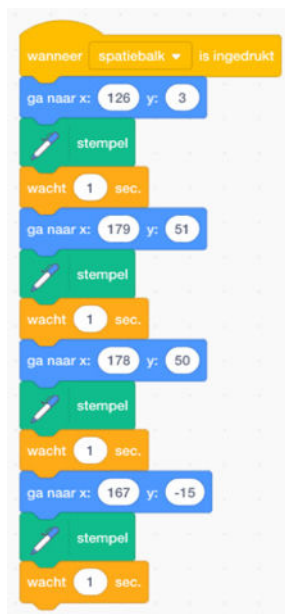 wanneer spatiebalk is ingedrukt
ga naar x: 126 y: 3
stempel
wacht 1 sec.
ga naar x: 179 y: 51
stempel
wacht 1 sec.
ga naar x: 178 y: 50
stempel
wacht 1 sec.
ga naar x: 167 y: -15
stempel
wacht 1 sec.